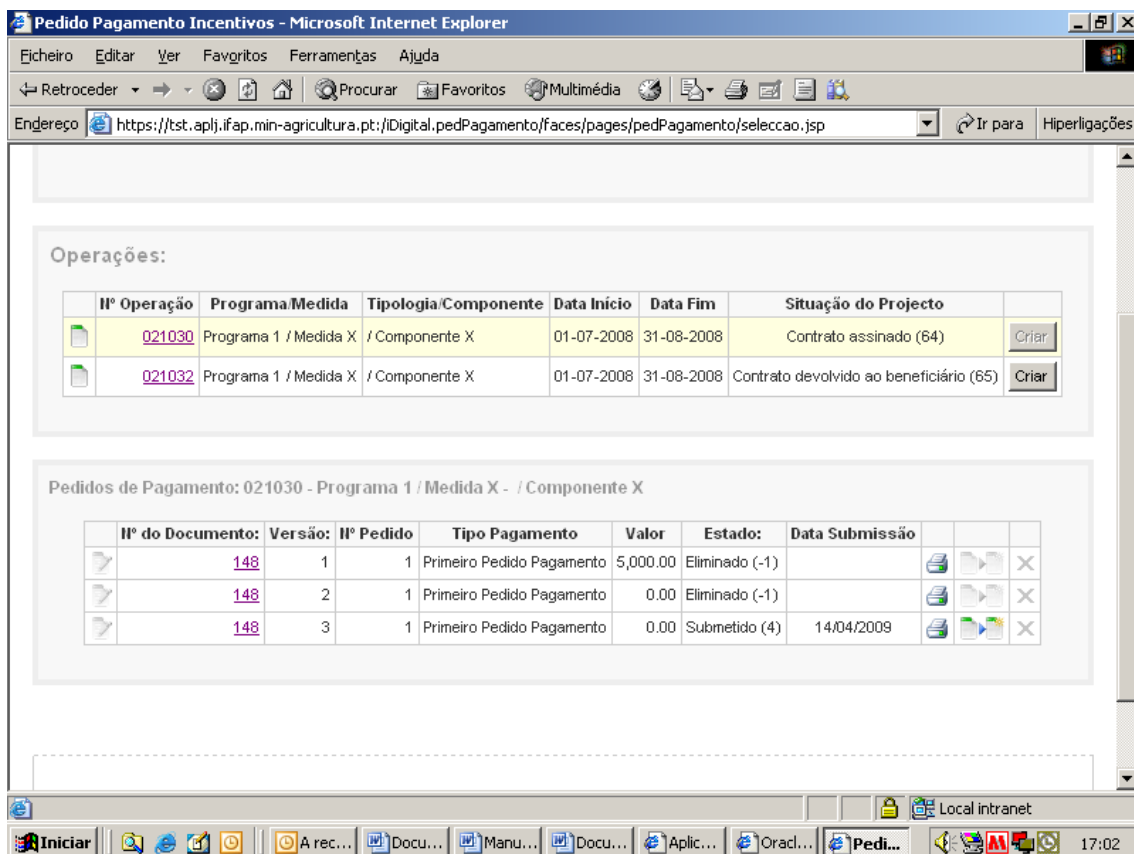 Pedido Pagamento Incentivos - Microsoft Internet Explorer
Ficheiro Editar Ver Favoritos Ferramentas Ajuda
Retroceder Procurar Favoritos Multimédia
Endereço https://tst.aplj.ifap.min-agricultura.pt:/iDigital.pedPagamento/faces/pages/pedPagamento/seleccao.jsp Ir para Hiperligações
Operações:
Nº Operação Programa/Medida Tipologia/Componente Data Início Data Fim Situação do Projecto
021030 Programa 1 / Medida X / Componente X 01-07-2008 31-08-2008 Contrato assinado (64) Criar
021032 Programa 1 / Medida X / Componente X 01-07-2008 31-08-2008 Contrato devolvido ao beneficiário (65) Criar
Pedidos de Pagamento: 021030 - Programa 1 / Medida X - / Componente X
Nº do Documento: Versão: Nº Pedido Tipo Pagamento Valor Estado: Data Submissão
148 1 1 Primeiro Pedido Pagamento 5,000.00 Eliminado (-1)
148 2 1 Primeiro Pedido Pagamento 0.00 Eliminado (-1)
148 3 1 Primeiro Pedido Pagamento 0.00 Submetido (4) 14/04/2009
Local intranet
Iniciar A rec... Docu... Manu... Docu... Aplic... Oracl... Pedi... 17:02